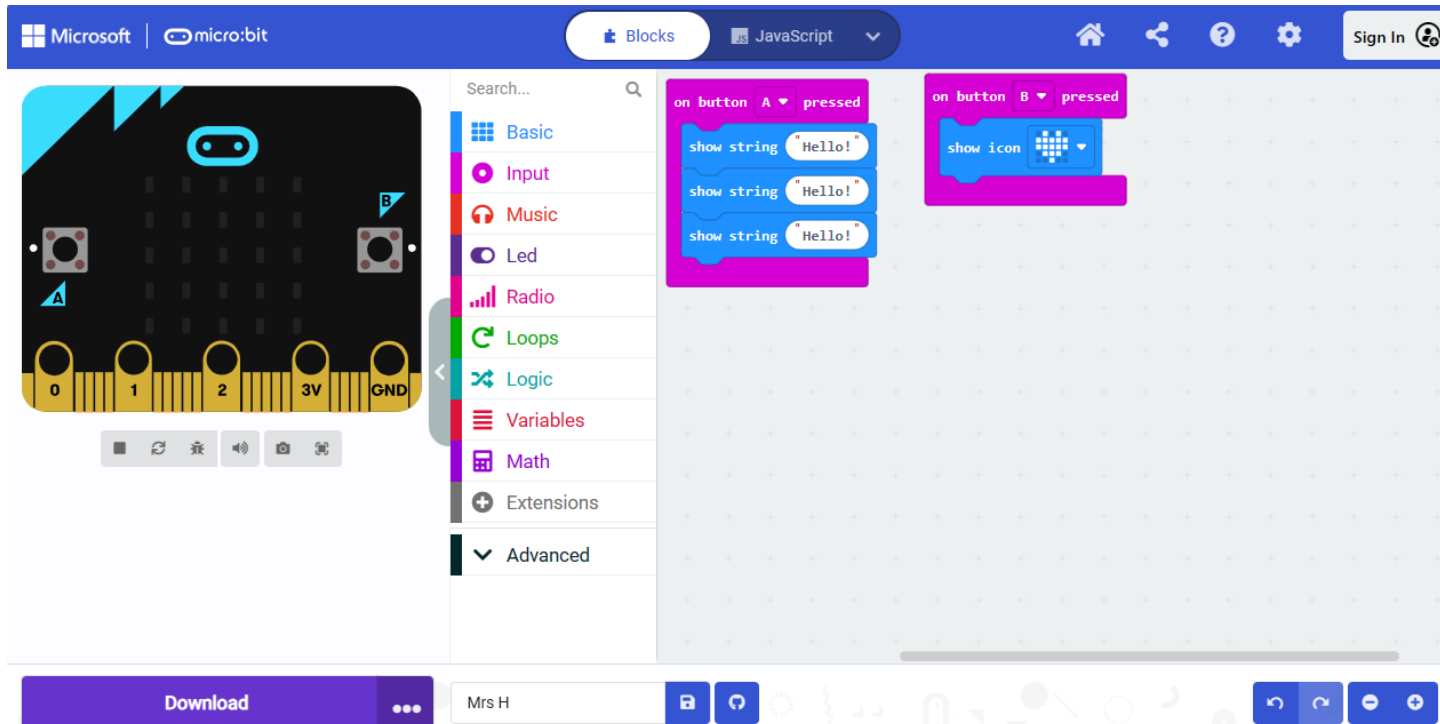 Microsoft micro:bit
Blocks
JS JavaScript
Sign In
B
A
0 1 2 3V GND
Search...
Basic
Input
Music
Led
Radio
Loops
Logic
Variables
Math
Extensions
Advanced
on button A pressed
show string "Hello!"
show string "Hello!"
show string "Hello!"
on button B pressed
show icon
Download
Mrs H